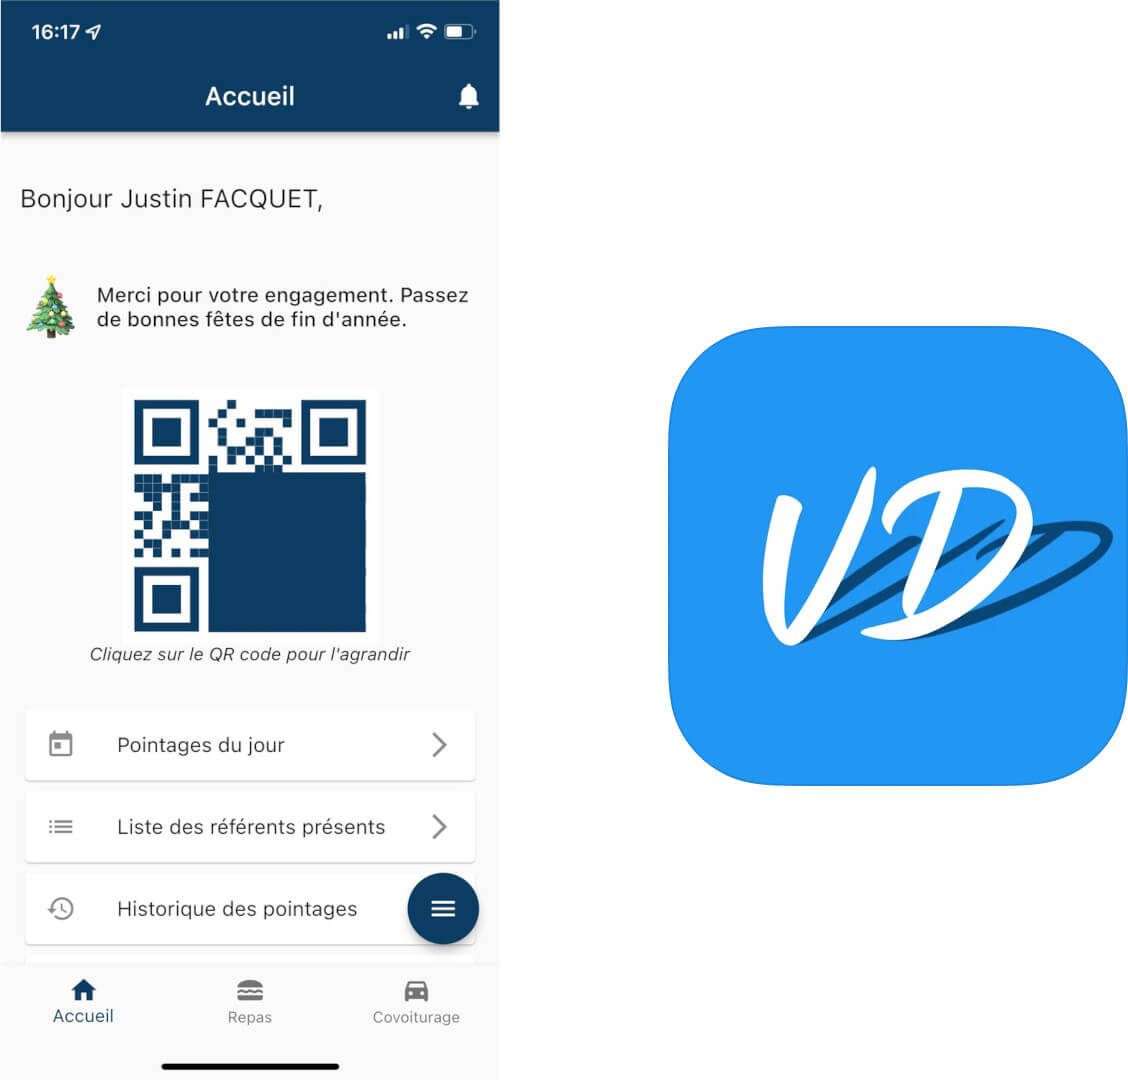 16:17
Accueil
Bonjour Justin FACQUET,
Merci pour votre engagement. Passez
de bonnes fêtes de fin d'année.
Cliquez sur le QR code pour l'agrandir
Pointages du jour
Liste des référents présents
Historique des pointages
Accueil
Repas
Covoiturage
VD